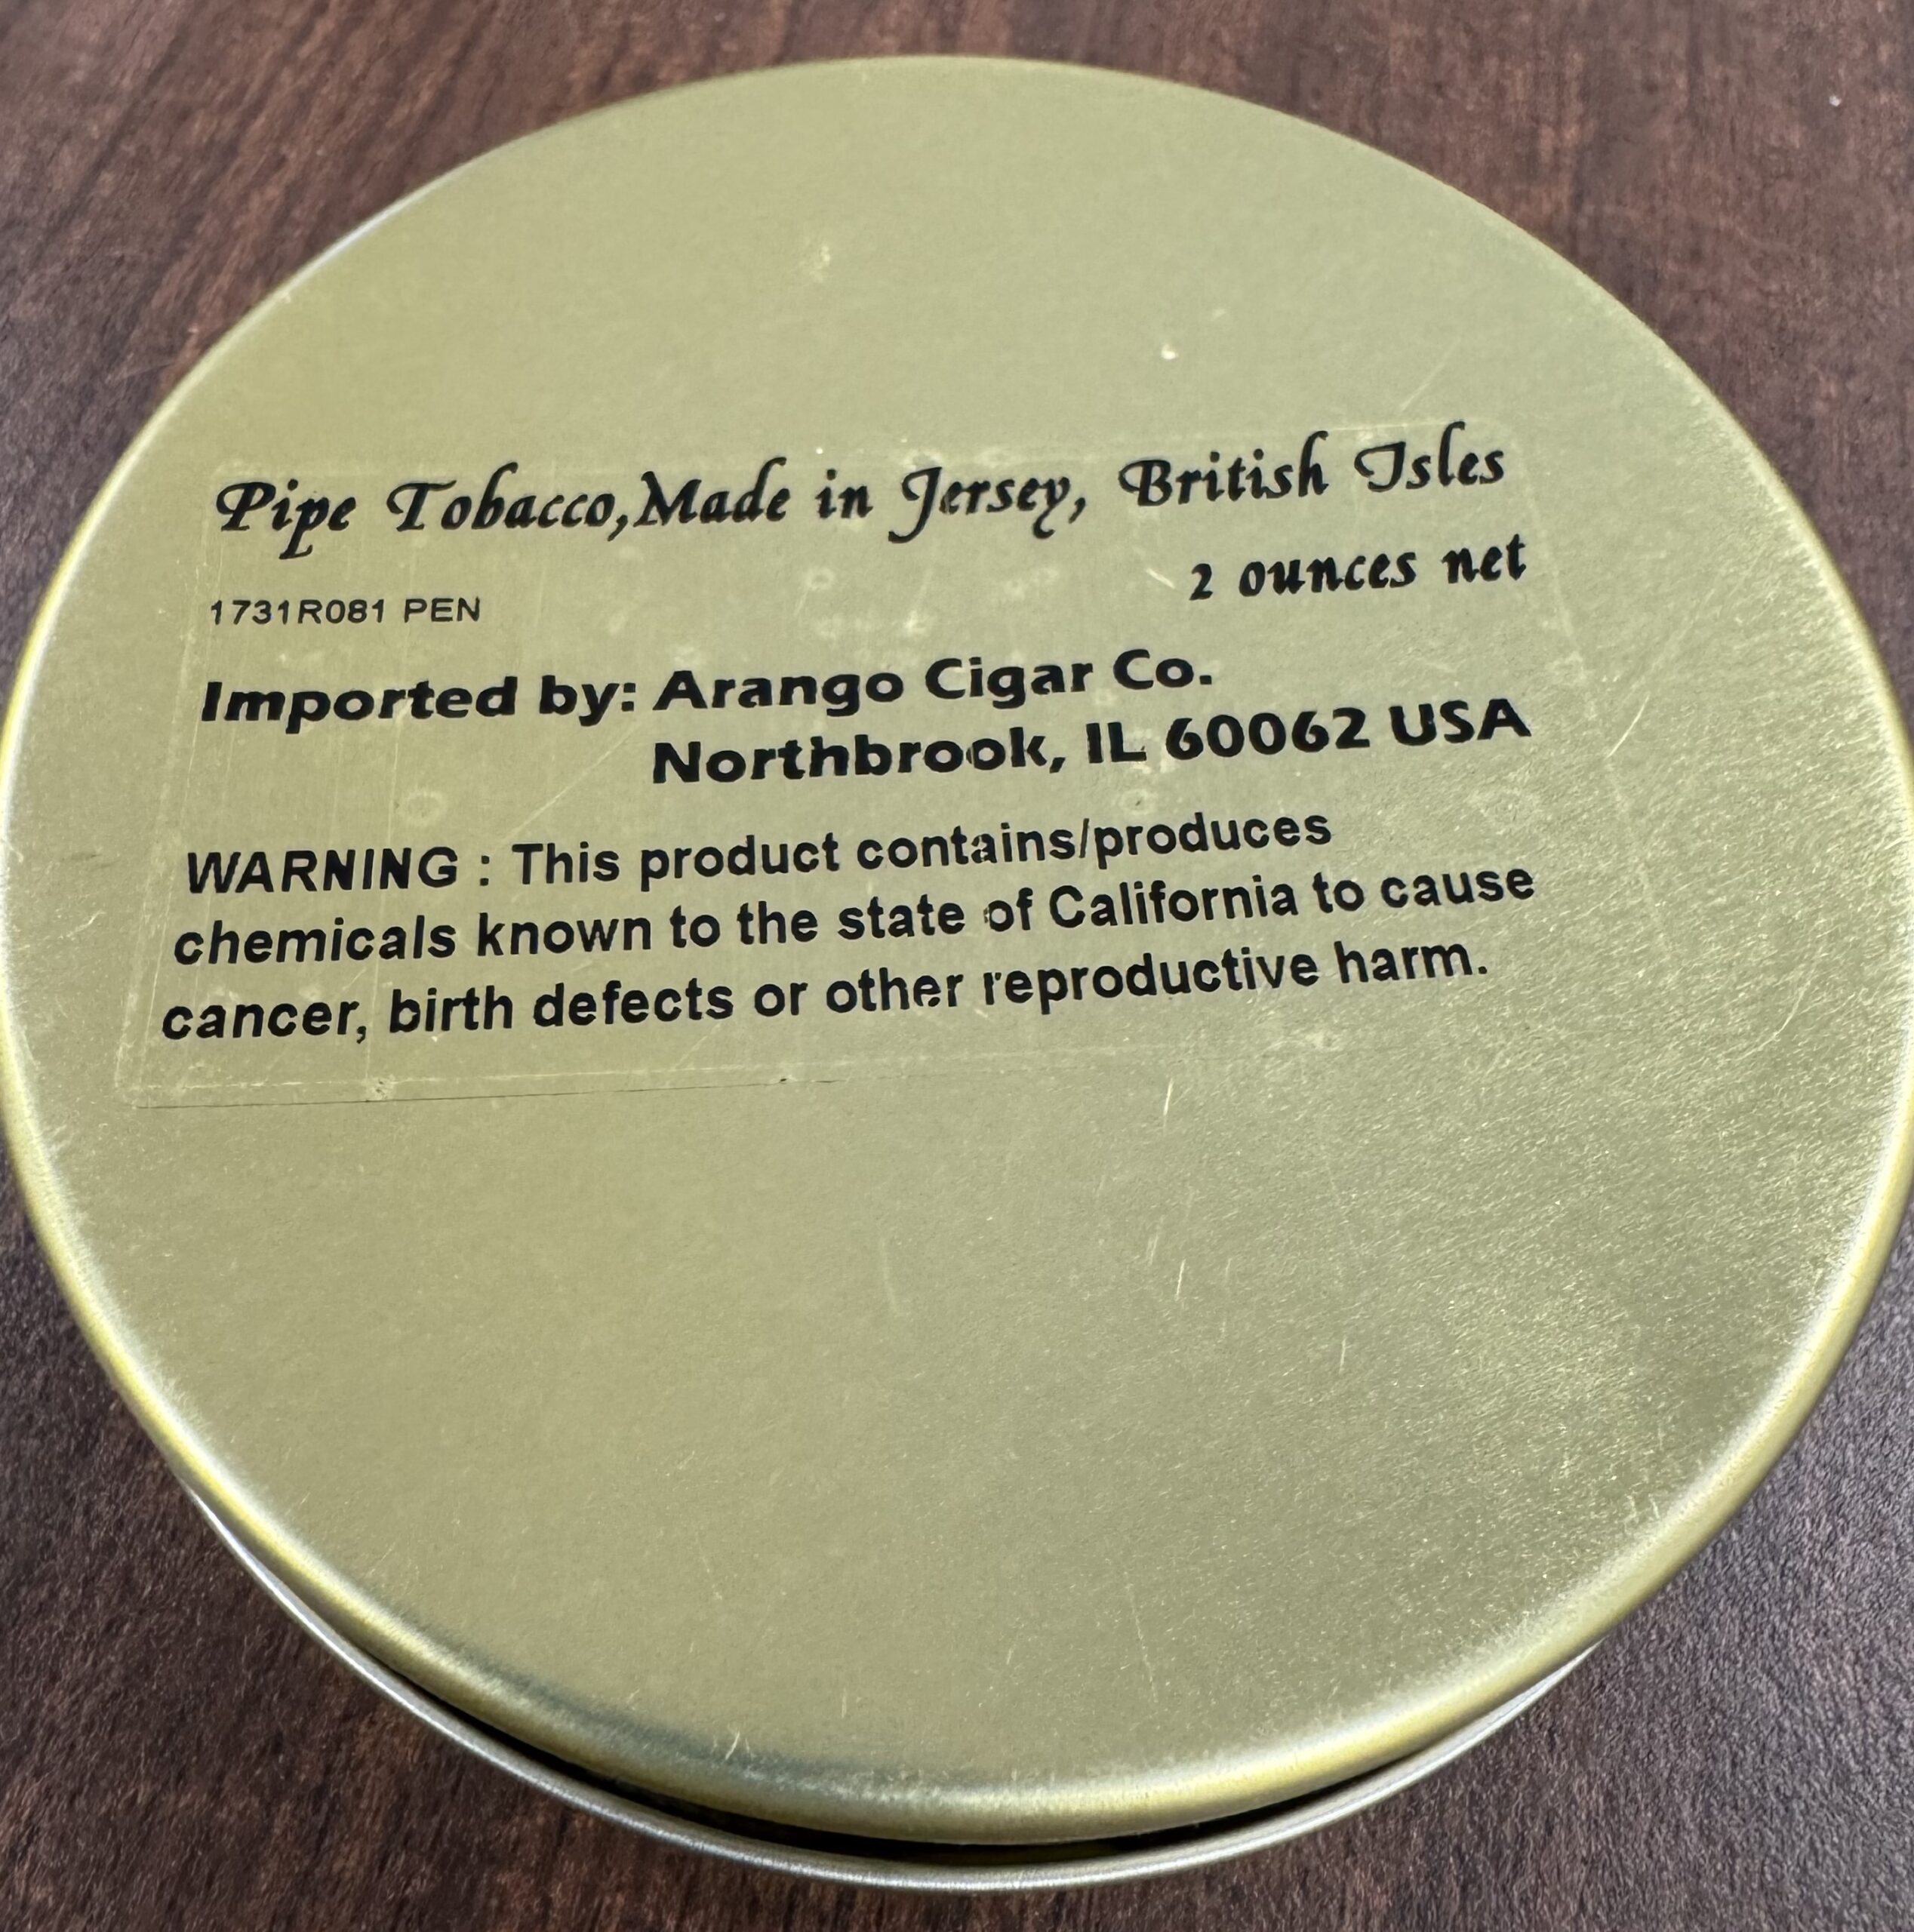 Pipe Tobacco,Made in Jersey, British Isles
2 ounces net
1731R081 PEN
Imported by: Arango Cigar Co.
Northbrook, IL 60062 USA
WARNING : This product contains/produces
chemicals known to the state of California to cause
cancer, birth defects or other reproductive harm.